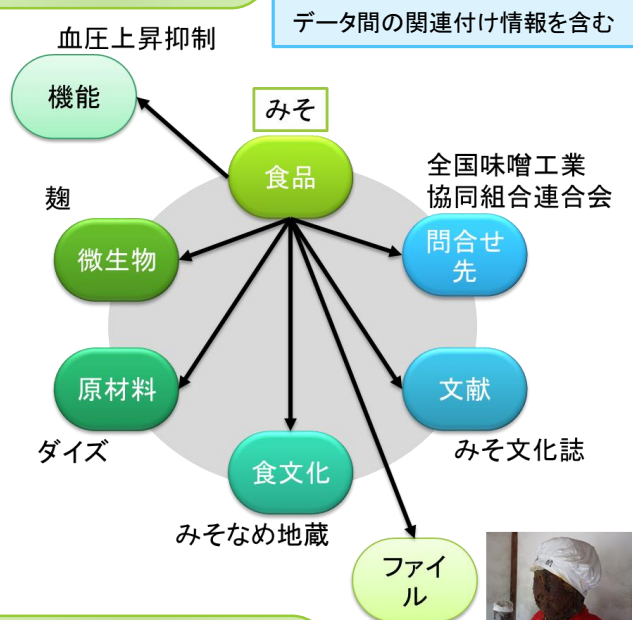 データ間の関連付け情報を含む
血圧上昇抑制
機能
みそ
食品
全国味噌工業
協同組合連合会
麹
微生物
問合せ
先
原材料
文献
ダイズ
みそ文化誌
食文化
みそなめ地蔵
ファイ
ル